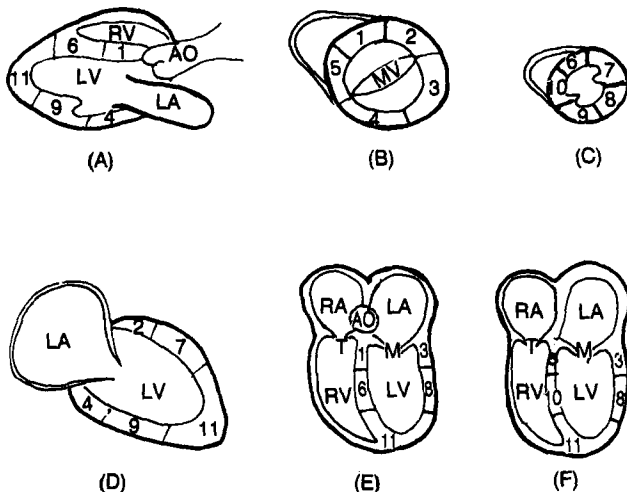 RV
6 1 AO
11 LV
9 4 LA
(A)
1 2
5 MV 3
4
(B)
6 7
10 8
9
(C)
LA 2 7
LV
4 9 11
(D)
RA LA
AO
T 1 M 3
6 8
RV LV
11
(E)
RA LA
T M 3
RV LV
10 8
11
(F)